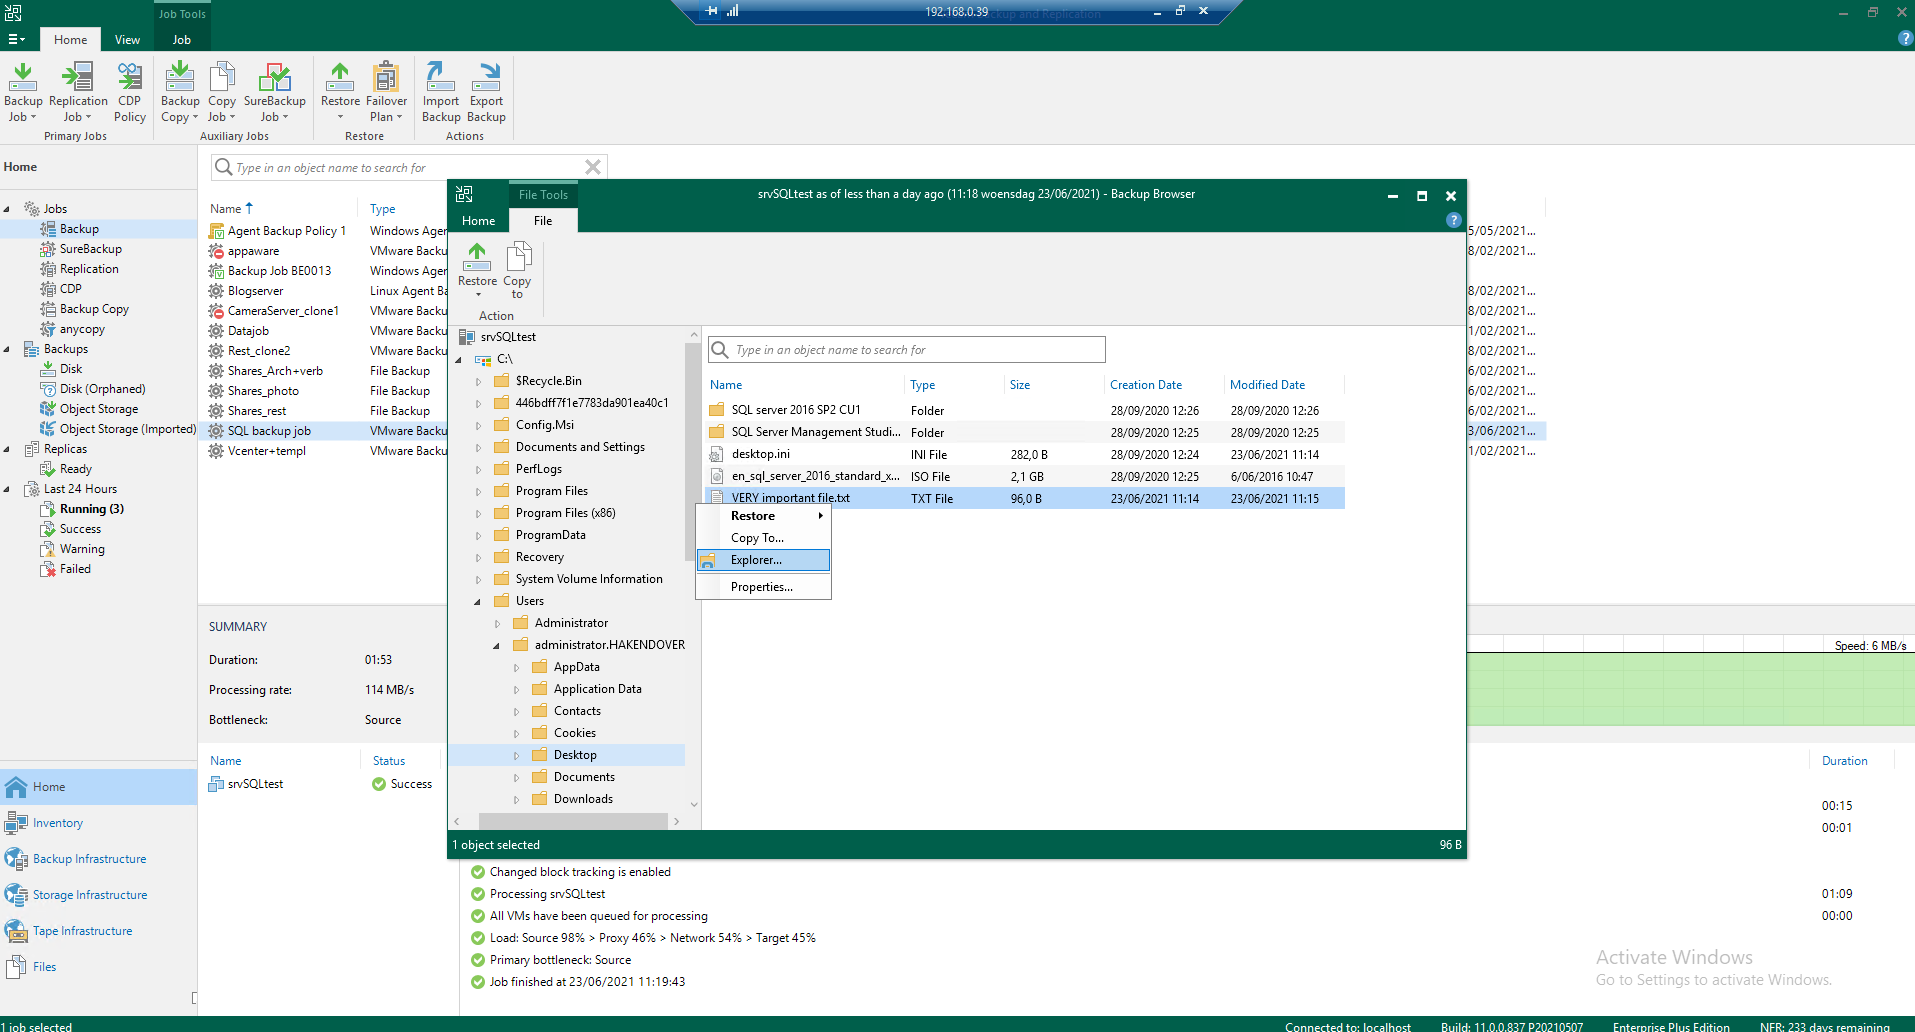 Job Tools
192.168.0.39
ckup and Replication
Home
View
Job
Backup Job
Replication Job
CDP Policy
Backup Copy
Copy Job
SureBackup Job
Restore
Failover Plan
Import Backup
Export Backup
Primary Jobs
Auxiliary Jobs
Restore
Actions
Home
Type in an object name to search for
Jobs
Backup
SureBackup
Replication
CDP
Backup Copy
anycopy
Backups
Disk
Disk (Orphaned)
Object Storage
Object Storage (Imported)
Replicas
Ready
Last 24 Hours
Running (3)
Success
Warning
Failed
Home
Inventory
Backup Infrastructure
Storage Infrastructure
Tape Infrastructure
Files
Name Type
Agent Backup Policy 1 Windows Ager 5/05/2021...
appaware VMware Backu 8/02/2021...
Backup Job BE0013 Windows Ager
Blogserver Linux Agent Ba 8/02/2021...
CameraServer_clone1 VMware Backu 8/02/2021...
Datajob VMware Backu 1/02/2021...
Rest_clone2 VMware Backu 8/02/2021...
Shares_Arch+verb File Backup 6/02/2021...
Shares_photo File Backup 6/02/2021...
Shares_rest File Backup 6/02/2021...
SQL backup job VMware Backu 3/06/2021...
Vcenter+templ VMware Backu 1/02/2021...
File Tools
srvSQLtest as of less than a day ago (11:18 woensdag 23/06/2021) - Backup Browser
Home
File
Restore
Copy to
Action
srvSQLtest
C:\
$Recycle.Bin
446bdff7f1e7783da901ea40c1
Config.Msi
Documents and Settings
PerfLogs
Program Files
Program Files (x86)
ProgramData
Recovery
System Volume Information
Users
Administrator
administrator.HAKENDOVER
AppData
Application Data
Contacts
Cookies
Desktop
Documents
Downloads
Type in an object name to search for
Name Type Size Creation Date Modified Date
SQL server 2016 SP2 CU1 Folder 28/09/2020 12:26 28/09/2020 12:26
SQL Server Management Studi... Folder 28/09/2020 12:25 28/09/2020 12:25
desktop.ini INI File 282,0 B 28/09/2020 12:24 23/06/2021 11:14
en_sql_server_2016_standard_x... ISO File 2,1 GB 28/09/2020 12:25 6/06/2016 10:47
VERY important file.txt TXT File 96,0 B 23/06/2021 11:14 23/06/2021 11:15
Restore
Copy To...
Explorer...
Properties...
1 object selected
96 B
SUMMARY
Duration: 01:53
Processing rate: 114 MB/s
Bottleneck: Source
Speed: 6 MB/s
Name Status
srvSQLtest Success
Duration
00:15
00:01
Changed block tracking is enabled
Processing srvSQLtest 01:09
All VMs have been queued for processing 00:00
Load: Source 98% > Proxy 46% > Network 54% > Target 45%
Primary bottleneck: Source
Job finished at 23/06/2021 11:19:43
Activate Windows
Go to Settings to activate Windows.
1 job selected
Connected to: localhost
Build: 11.0.0.837 P20210507
Enterprise Plus Edition
NFR: 233 days remaining